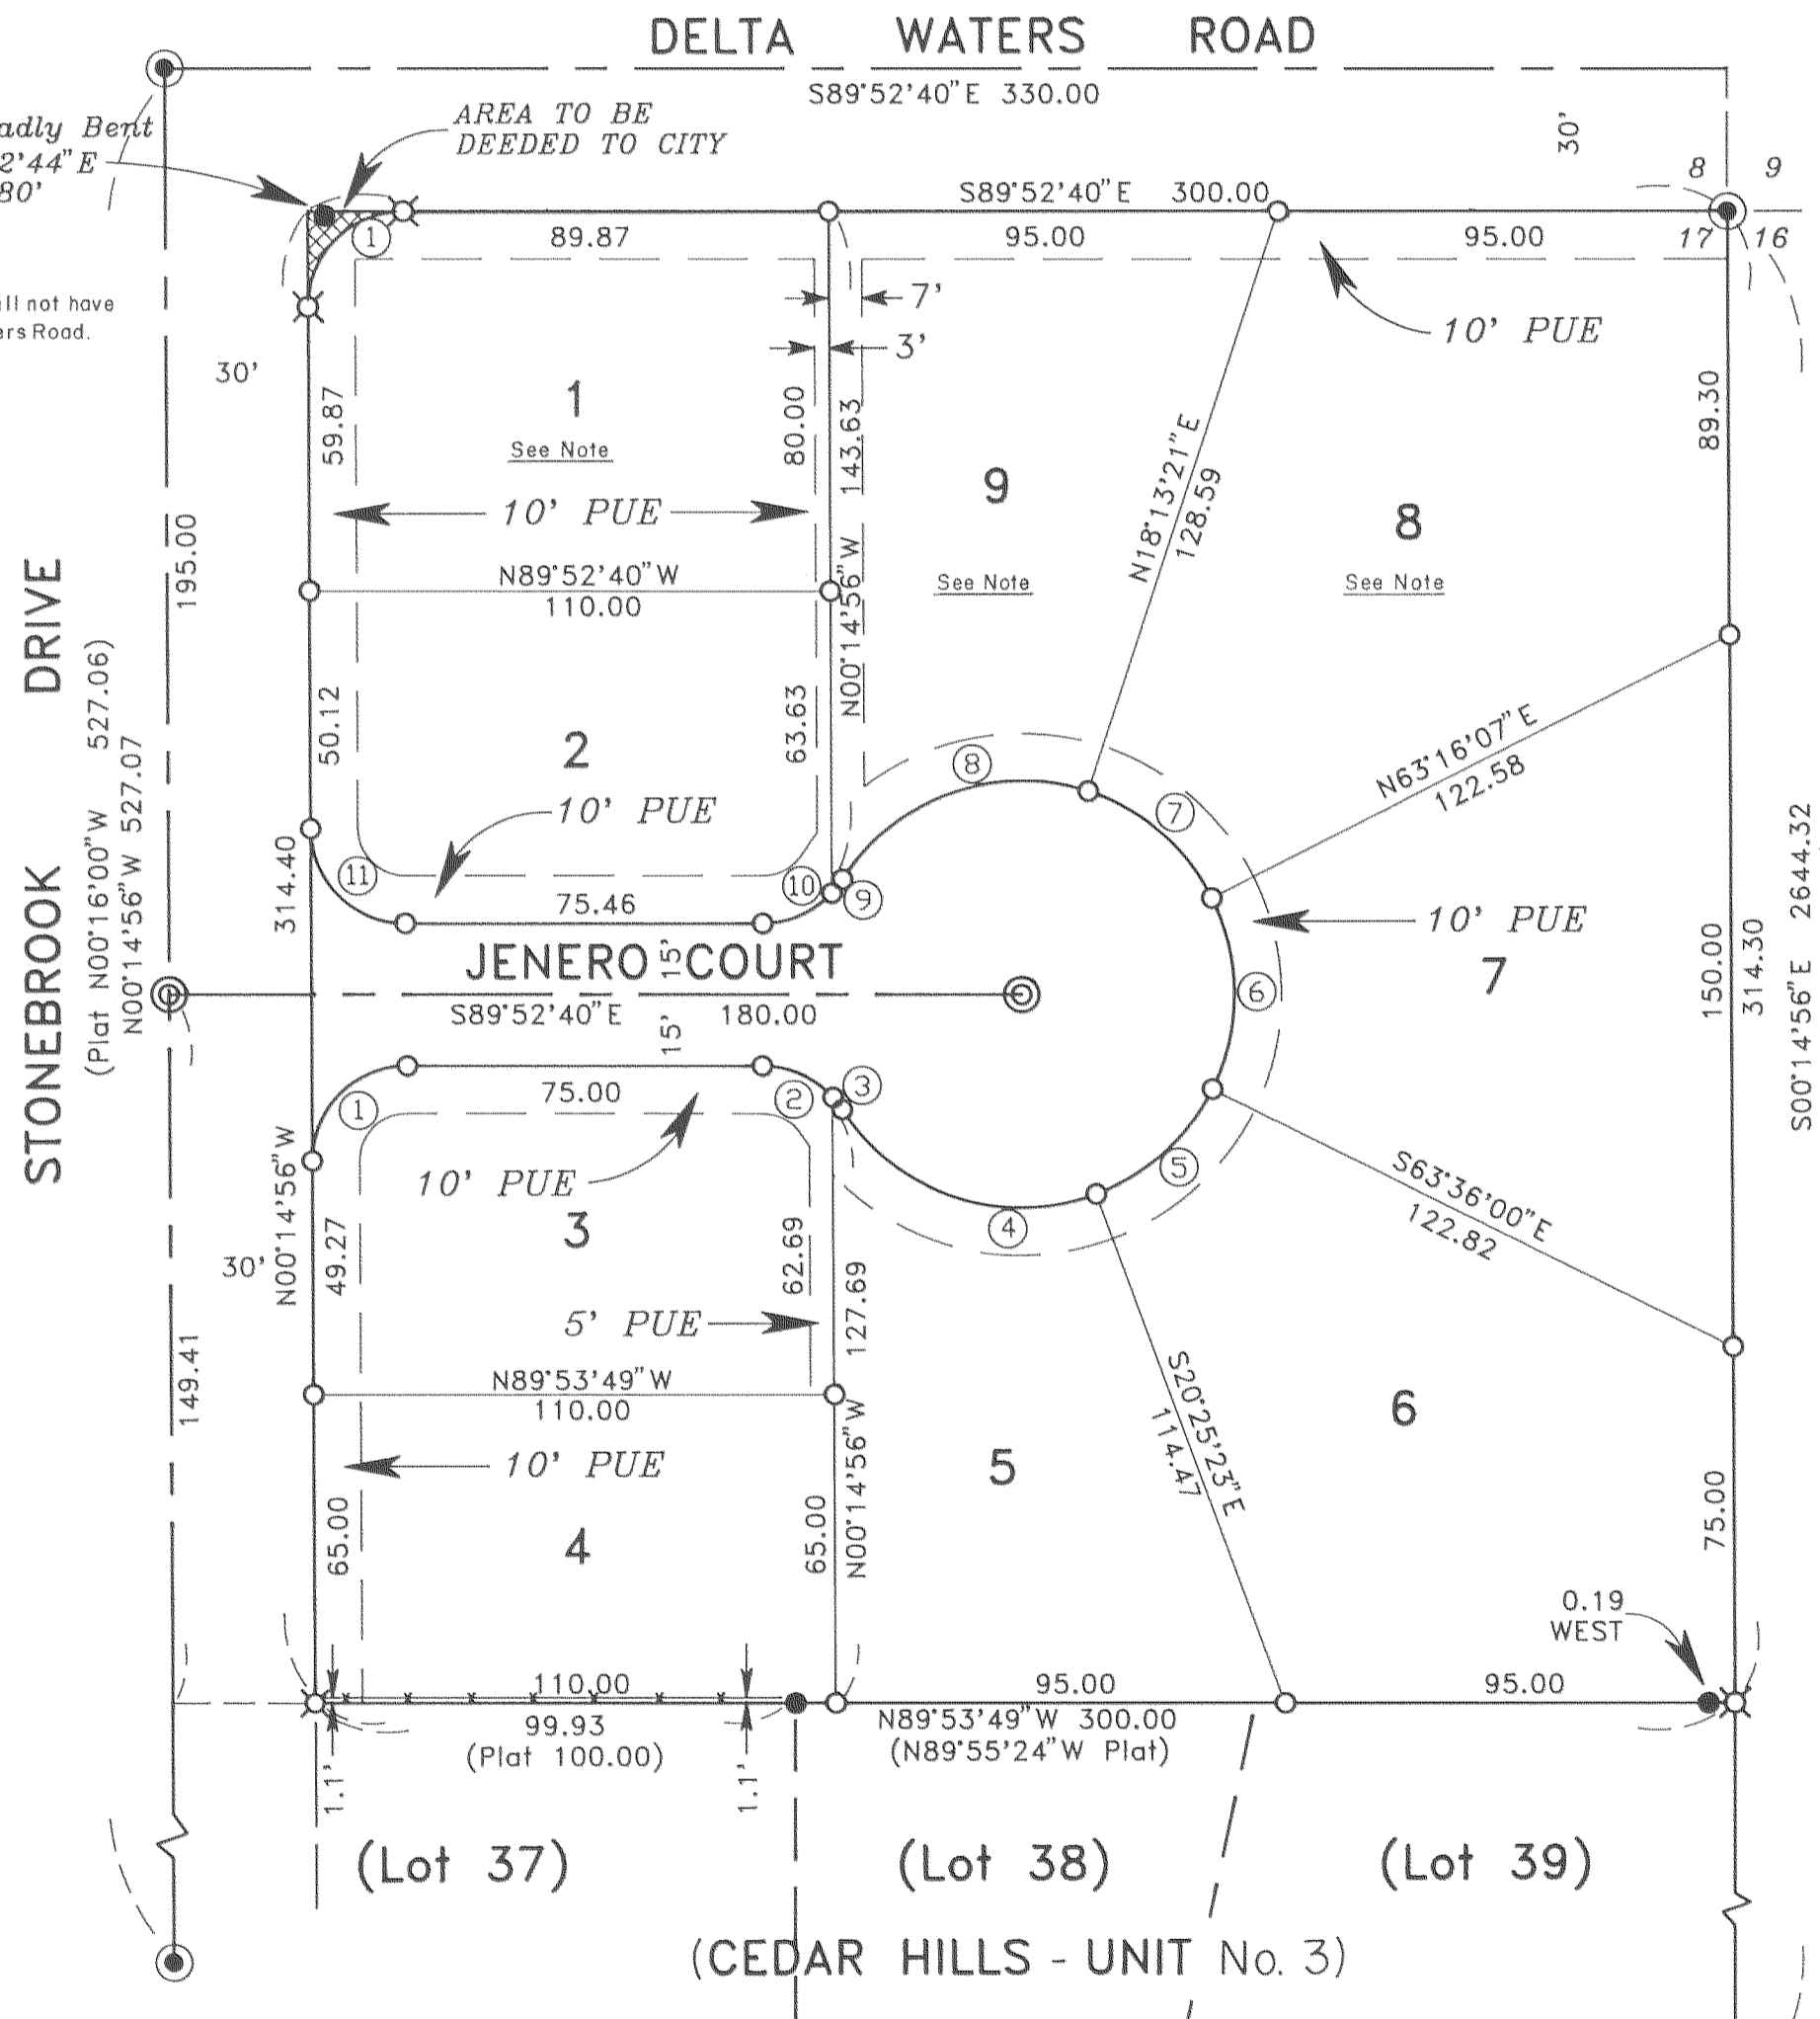 DELTA WATERS ROAD
S89°52'40"E 330.00
adly Bent
2'44"E
80'
AREA TO BE
DEEDED TO CITY
30'
8 9
17 16
S89°52'40"E 300.00
1
89.87
95.00
95.00
ll not have
ers Road.
7'
3'
10' PUE
30'
59.87
1
See Note
80.00
143.63
N00°14'56"W
N18°13'21"E
128.59
89.30
9
See Note
8
See Note
10' PUE
195.00
N89°52'40"W
110.00
STONEBROOK DRIVE
(Plat N00°16'00"W 527.06)
N00°14'56"W 527.07
50.12
2
63.63
10' PUE
314.40
11
75.46
10
9
8
7
N63°16'07"E
122.58
10' PUE
7
6
150.00
314.30
S00°14'56"E 2644.32
JENERO COURT
15'
S89°52'40"E 180.00
15'
75.00
1
2
3
4
5
10' PUE
3
N00°14'56"W
30'
49.27
62.69
127.69
5' PUE
S63°36'00"E
122.82
N89°53'49"W
110.00
S20°25'23"E
114.47
149.41
10' PUE
65.00
4
65.00
N00°14'56"W
5
6
75.00
0.19
WEST
110.00
95.00
95.00
99.93
(Plat 100.00)
N89°53'49"W 300.00
(N89°55'24"W Plat)
1.1'
1.1'
(Lot 37)
(Lot 38)
(Lot 39)
(CEDAR HILLS - UNIT No. 3)